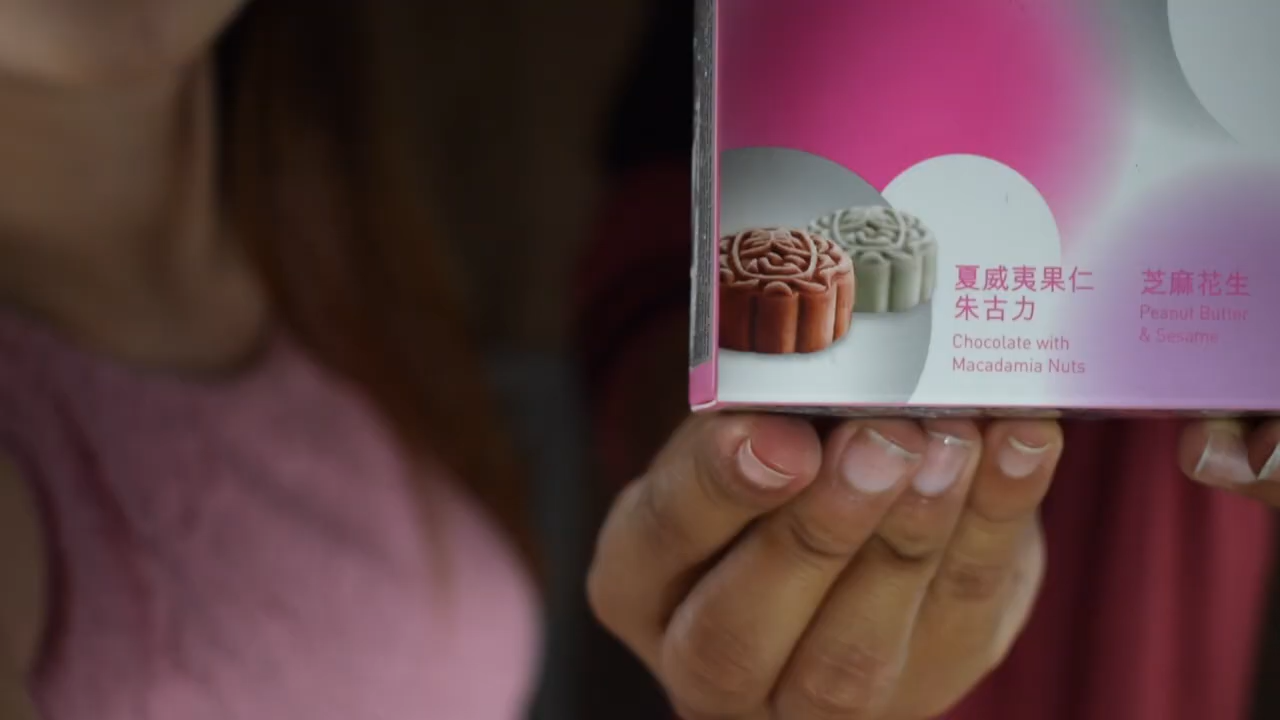 夏威夷果仁
朱古力
Chocolate with
Macadamia Nuts
芝麻花生
Peanut Butter
& Sesame